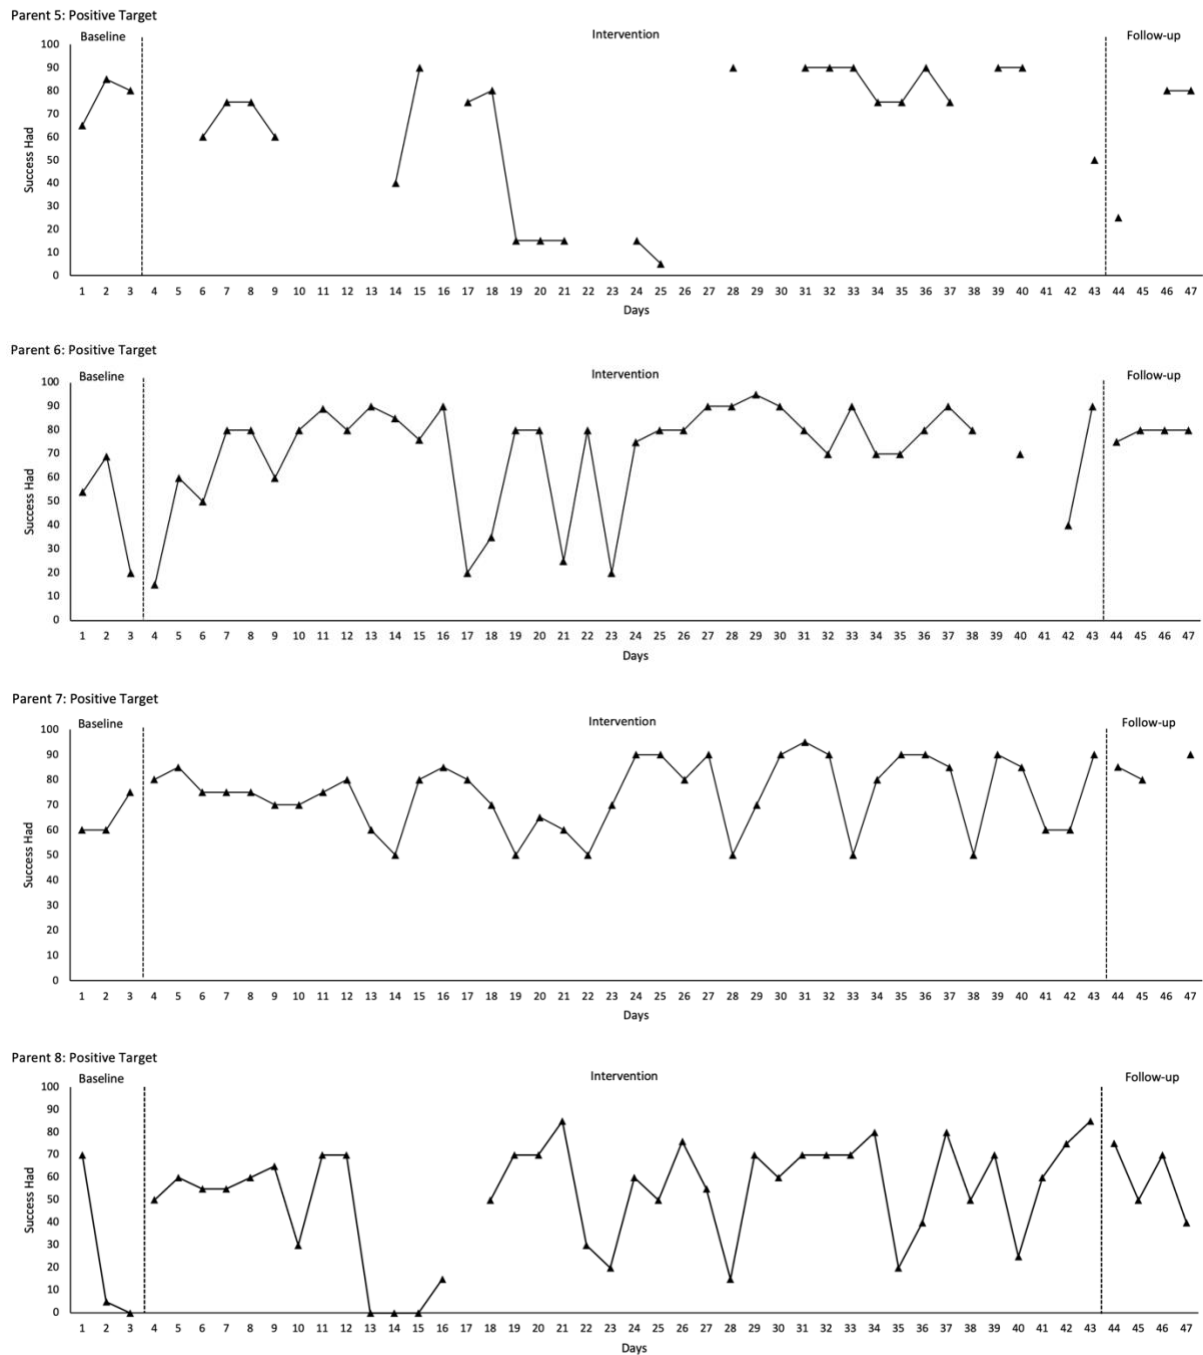 Parent 5: Positive Target
Baseline Intervention Follow-up
100
90
80
70
60
50
40
30
20
10
0
Success Had
1 2 3 4 5 6 7 8 9 10 11 12 13 14 15 16 17 18 19 20 21 22 23 24 25 26 27 28 29 30 31 32 33 34 35 36 37 38 39 40 41 42 43 44 45 46 47
Days
Parent 6: Positive Target
Baseline Intervention Follow-up
100
90
80
70
60
50
40
30
20
10
0
Success Had
1 2 3 4 5 6 7 8 9 10 11 12 13 14 15 16 17 18 19 20 21 22 23 24 25 26 27 28 29 30 31 32 33 34 35 36 37 38 39 40 41 42 43 44 45 46 47
Days
Parent 7: Positive Target
Baseline Intervention Follow-up
100
90
80
70
60
50
40
30
20
10
0
Success Had
1 2 3 4 5 6 7 8 9 10 11 12 13 14 15 16 17 18 19 20 21 22 23 24 25 26 27 28 29 30 31 32 33 34 35 36 37 38 39 40 41 42 43 44 45 46 47
Days
Parent 8: Positive Target
Baseline Intervention Follow-up
100
90
80
70
60
50
40
30
20
10
0
Success Had
1 2 3 4 5 6 7 8 9 10 11 12 13 14 15 16 17 18 19 20 21 22 23 24 25 26 27 28 29 30 31 32 33 34 35 36 37 38 39 40 41 42 43 44 45 46 47
Days